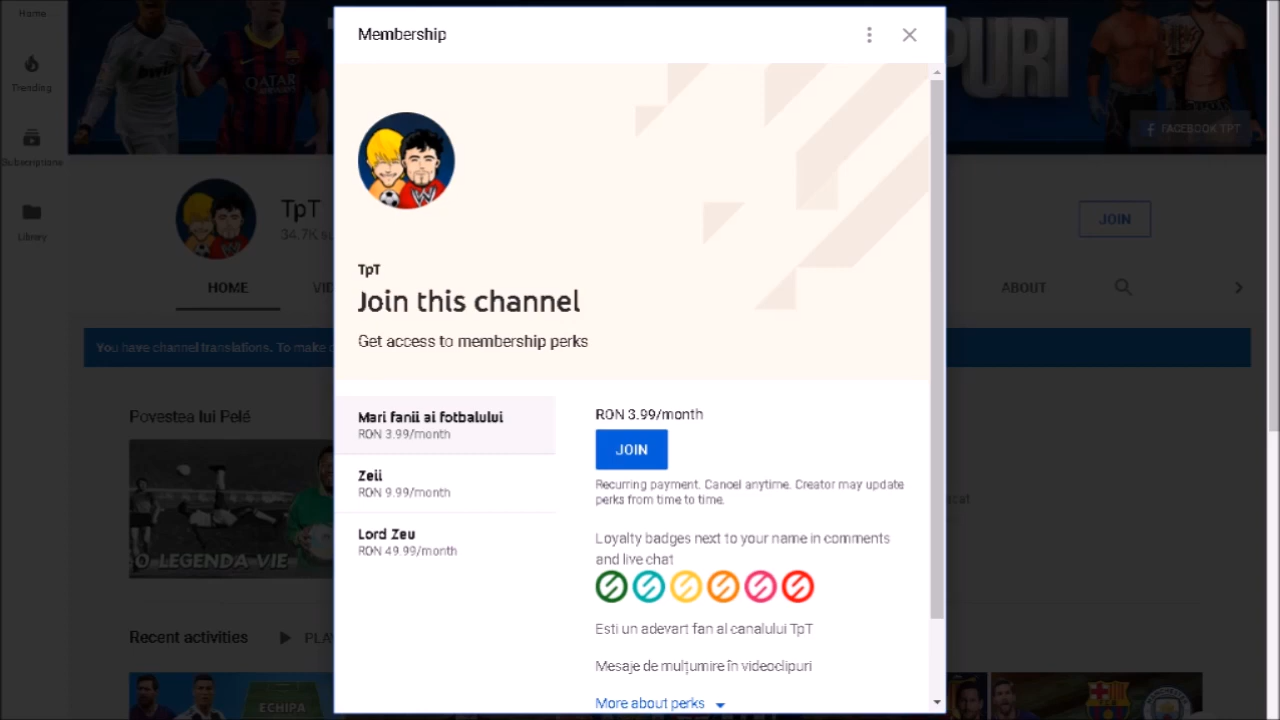 Home
Trending
Subscriptions
Library
bwin
QATAR
PURI
FACEBOOK TPT
TpT
34.7K
JOIN
HOME
ABOUT
You have channel translations. To make
Povestea lui Pelé
O LEGENDA VIE
Recent activities
ECHIPA
Membership
TpT
Join this channel
Get access to membership perks
Mari fanii ai fotbalului
RON 3.99/month
Zeii
RON 9.99/month
Lord Zeu
RON 49.99/month
RON 3.99/month
JOIN
Recurring payment. Cancel anytime. Creator may update
perks from time to time.
Loyalty badges next to your name in comments
and live chat
Esti un adevart fan al canalului TpT
Mesaje de mulțumire în videoclipuri
More about perks